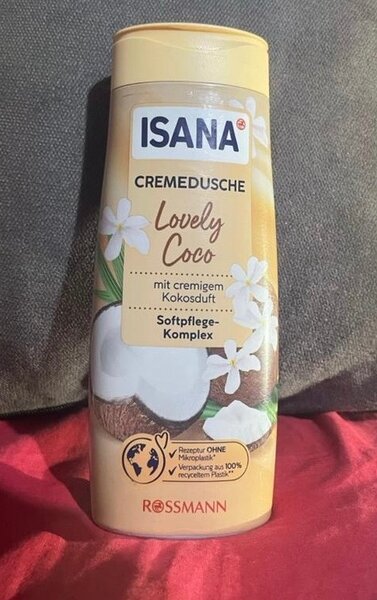 ISANA
CREMEDUSCHE
Lovely
Coco
mit cremigem
Kokosduft
Softpflege-
Komplex
✓ Rezeptur OHNE
Mikroplastik*
✓ Verpackung aus 100%
recyceltem Plastik**
ROSSMANN